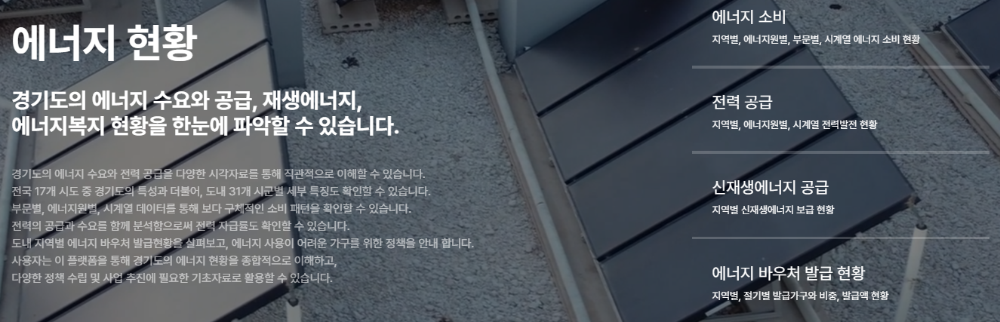 에너지 현황
경기도의 에너지 수요와 공급, 재생에너지,
에너지복지 현황을 한눈에 파악할 수 있습니다.
경기도의 에너지 수요와 전력 공급을 다양한 시각자료를 통해 직관적으로 이해할 수 있습니다.
전국 17개 시도 중 경기도의 특성과 더불어, 도내 31개 시군별 세부 특징도 확인할 수 있습니다.
부문별, 에너지원별, 시계열 데이터를 통해 보다 구체적인 소비 패턴을 확인할 수 있습니다.
전력의 공급과 수요를 함께 분석함으로써 전력 자급률도 확인할 수 있습니다.
도내 지역별 에너지 바우처 발급현황을 살펴보고, 에너지 사용이 어려운 가구를 위한 정책을 안내 합니다.
사용자는 이 플랫폼을 통해 경기도의 에너지 현황을 종합적으로 이해하고,
다양한 정책 수립 및 사업 추진에 필요한 기초자료로 활용할 수 있습니다.
에너지 소비
지역별, 에너지원별, 부문별, 시계열 에너지 소비 현황
전력 공급
지역별, 에너지원별, 시계열 전력발전 현황
신재생에너지 공급
지역별 신재생에너지 보급 현황
에너지 바우처 발급 현황
지역별, 절기별 발급가구와 비중, 발급액 현황